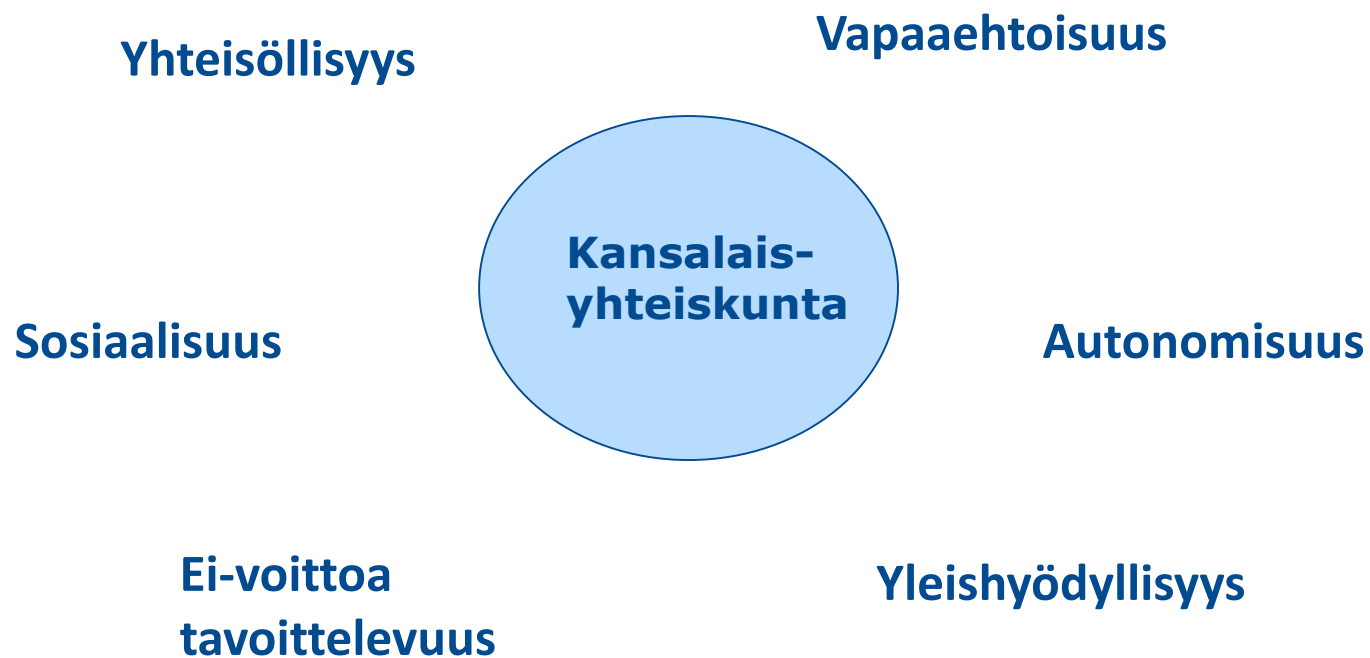 Yhteisöllisyys
Vapaaehtoisuus
Kansalais-
yhteiskunta
Sosiaalisuus
Autonomisuus
Ei-voittoa
tavoittelevuus
Yleishyödyllisyys